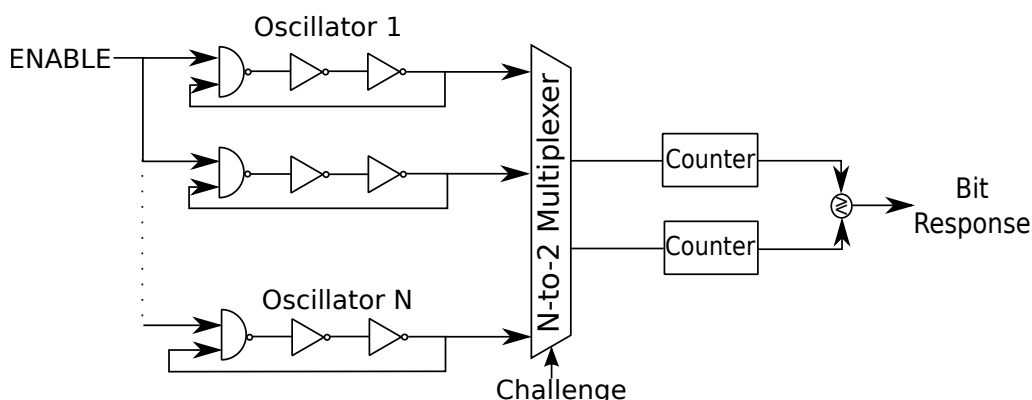 Oscillator 1
ENABLE
N-to-2 Multiplexer
Counter
Counter
Bit
Response
Oscillator N
Challenge